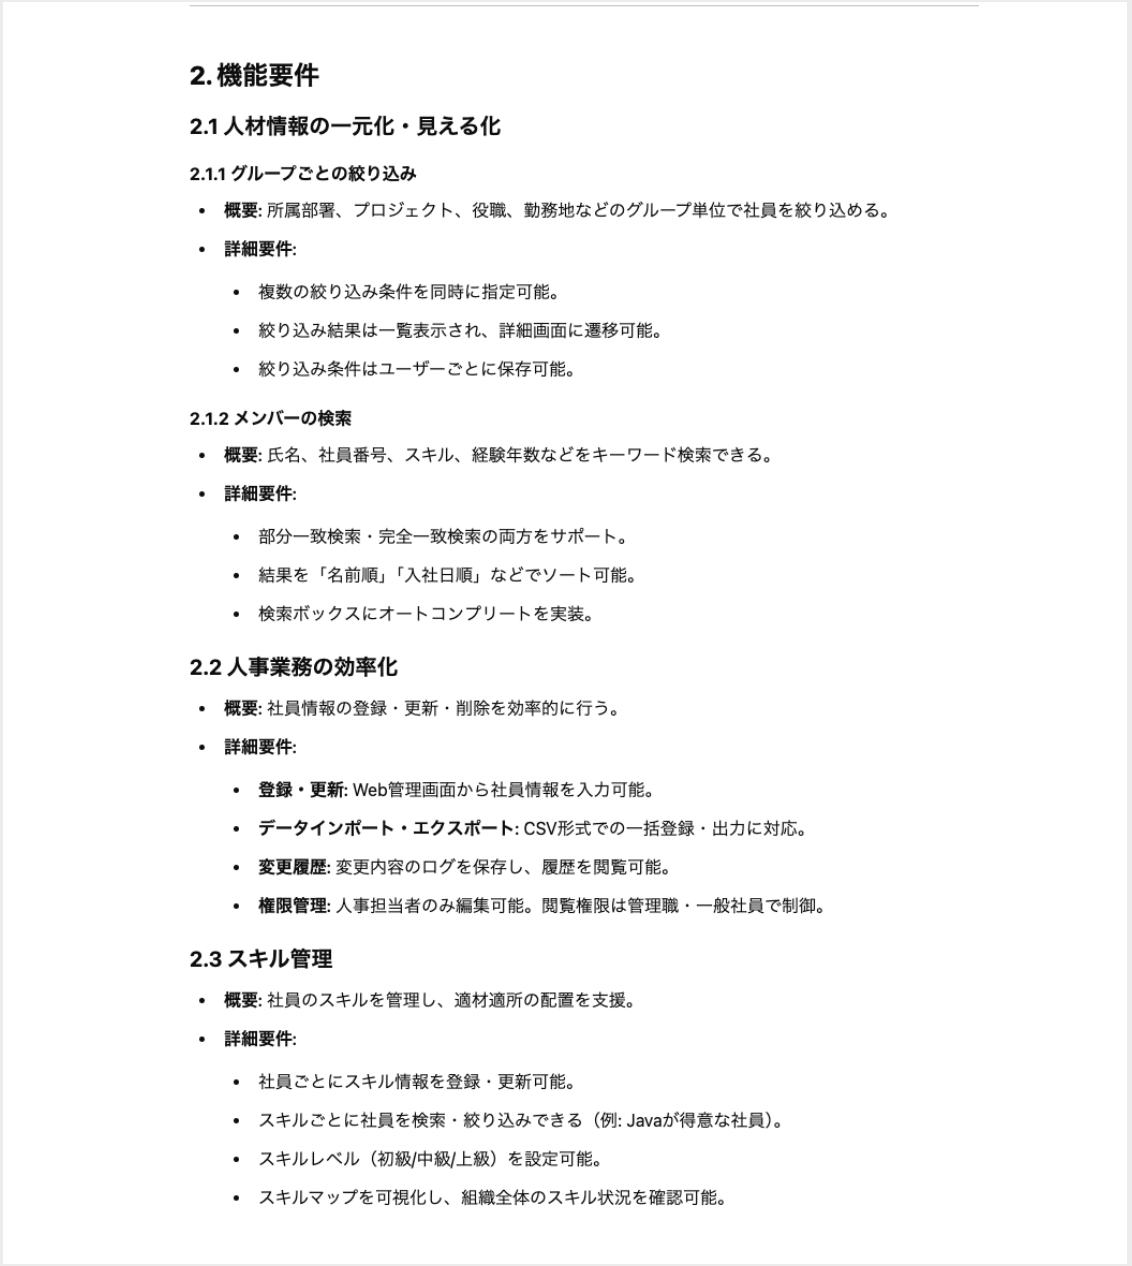 2. 機能要件
2.1 人材情報の一元化・見える化
2.1.1 グループごとの絞り込み
• 概要: 所属部署、プロジェクト、役職、勤務地などのグループ単位で社員を絞り込める。
• 詳細要件:
• 複数の絞り込み条件を同時に指定可能。
• 絞り込み結果は一覧表示され、詳細画面に遷移可能。
• 絞り込み条件はユーザーごとに保存可能。
2.1.2 メンバーの検索
• 概要: 氏名、社員番号、スキル、経験年数などをキーワード検索できる。
• 詳細要件:
• 部分一致検索・完全一致検索の両方をサポート。
• 結果を「名前順」「入社日順」などでソート可能。
• 検索ボックスにオートコンプリートを実装。
2.2 人事業務の効率化
• 概要: 社員情報の登録・更新・削除を効率的に行う。
• 詳細要件:
• 登録・更新: Web管理画面から社員情報を入力可能。
• データインポート・エクスポート: CSV形式での一括登録・出力に対応。
• 変更履歴: 変更内容のログを保存し、履歴を閲覧可能。
• 権限管理: 人事担当者のみ編集可能。閲覧権限は管理職・一般社員で制御。
2.3 スキル管理
• 概要: 社員のスキルを管理し、適材適所の配置を支援。
• 詳細要件:
• 社員ごとにスキル情報を登録・更新可能。
• スキルごとに社員を検索・絞り込みできる（例: Javaが得意な社員）。
• スキルレベル（初級/中級/上級）を設定可能。
• スキルマップを可視化し、組織全体のスキル状況を確認可能。